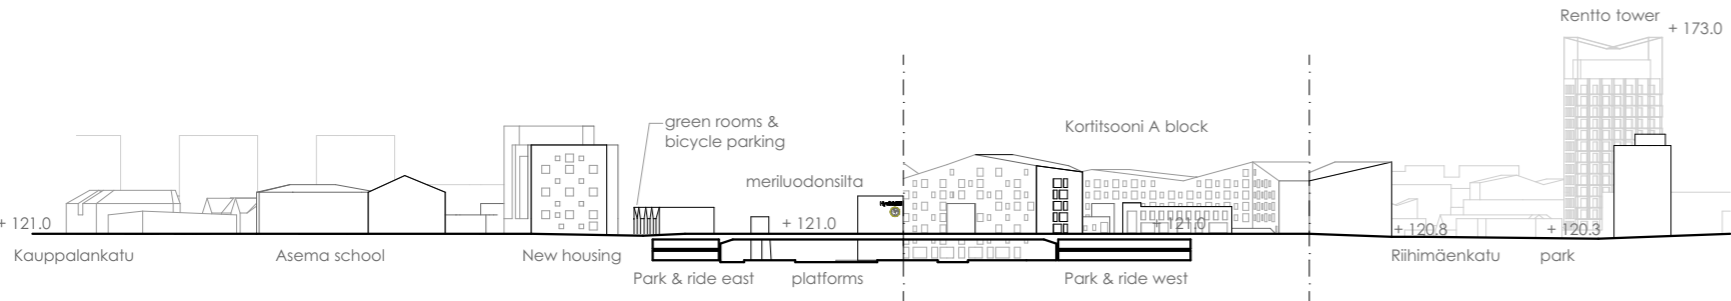 Rentto tower
+ 173.0
green rooms &
bicycle parking
Kortitsooni A block
meriluodonsilta
+ 121.0
+ 121.0
+ 121.0
+ 120.8
+ 120.3
Kauppalankatu
Asema school
New housing
Riihimäenkatu
park
Park & ride east
platforms
Park & ride west